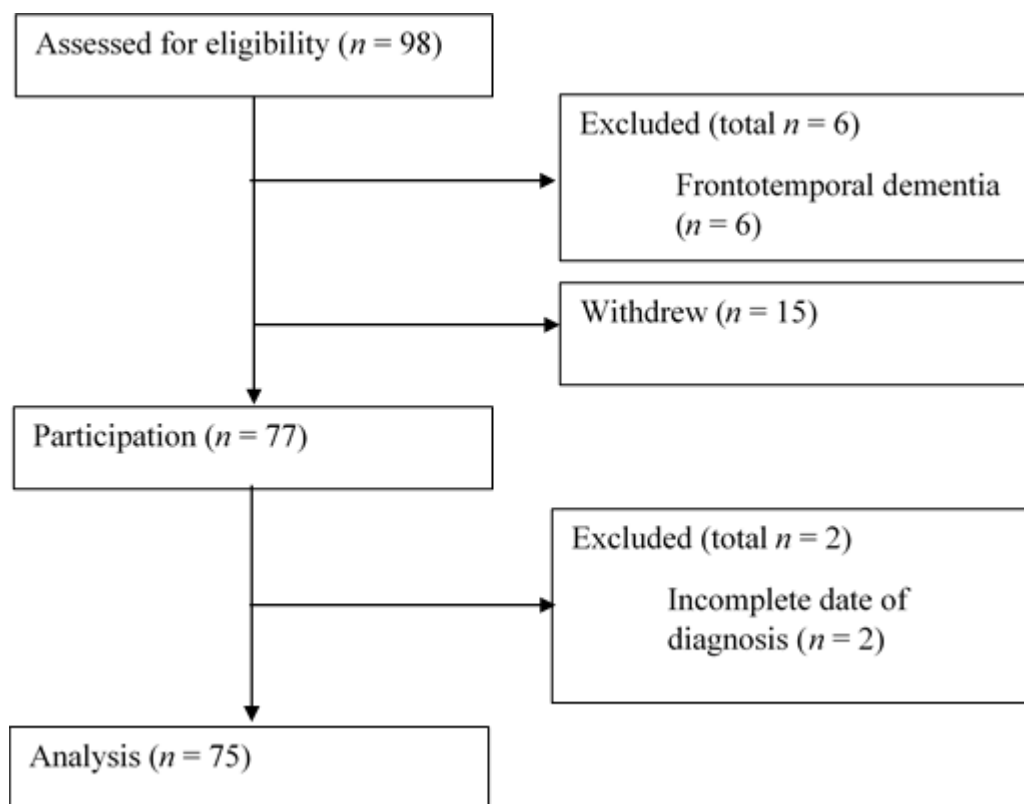 Assessed for eligibility (n = 98)
Excluded (total n = 6)
Frontotemporal dementia
(n = 6)
Withdrew (n = 15)
Participation (n = 77)
Excluded (total n = 2)
Incomplete date of
diagnosis (n = 2)
Analysis (n = 75)